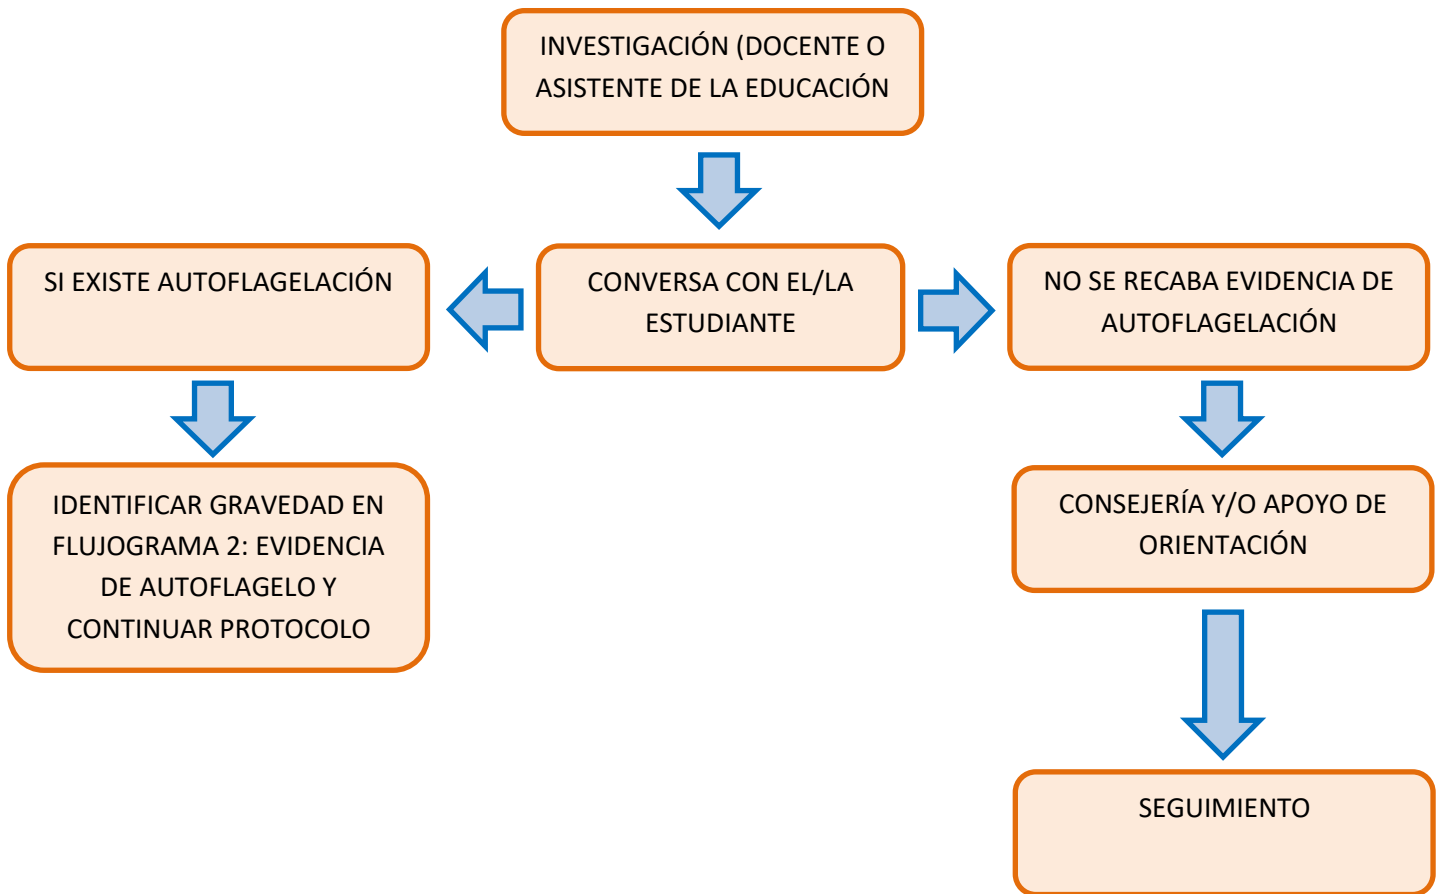 INVESTIGACIÓN (DOCENTE O
ASISTENTE DE LA EDUCACIÓN
SI EXISTE AUTOFLAGELACIÓN
CONVERSA CON EL/LA
ESTUDIANTE
NO SE RECABA EVIDENCIA DE
AUTOFLAGELACIÓN
IDENTIFICAR GRAVEDAD EN
FLUJOGRAMA 2: EVIDENCIA
DE AUTOFLAGELO Y
CONTINUAR PROTOCOLO
CONSEJERÍA Y/O APOYO DE
ORIENTACIÓN
SEGUIMIENTO